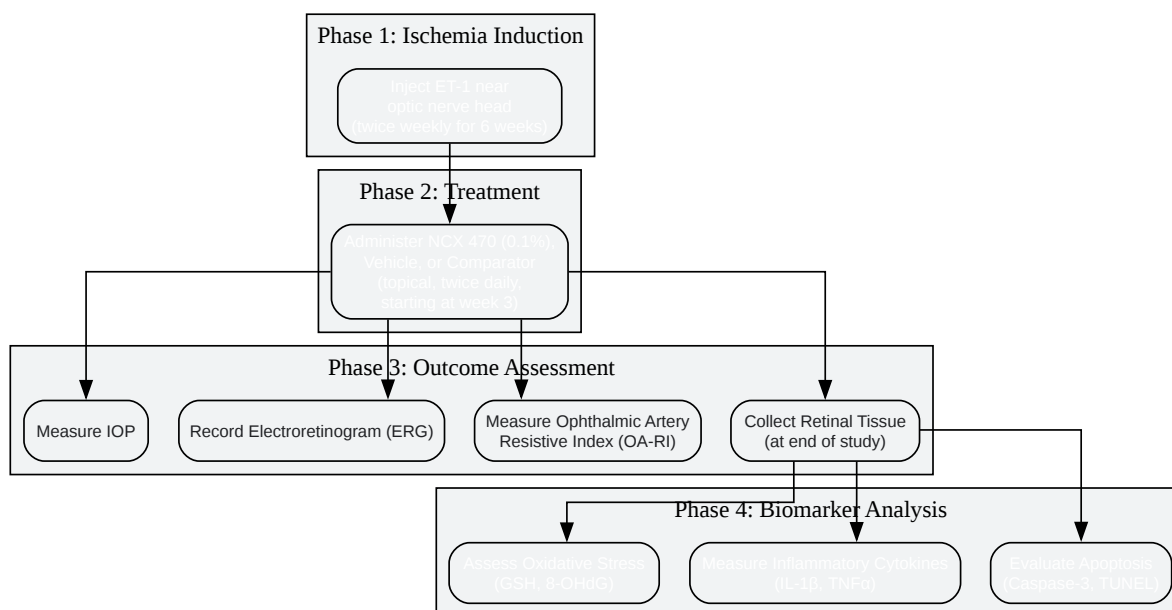 Phase 1: Ischemia Induction
Inject ET-1 near
optic nerve head
(twice weekly for 6 weeks)
Phase 2: Treatment
Administer NCX 470 (0.1%),
Vehicle, or Comparator
(topical, twice daily,
starting at week 3)
Phase 3: Outcome Assessment
Measure IOP
Record Electroretinogram (ERG)
Measure Ophthalmic Artery
Resistive Index (OA-RI)
Collect Retinal Tissue
(at end of study)
Phase 4: Biomarker Analysis
Assess Oxidative Stress
(GSH, 8-OHdG)
Measure Inflammatory Cytokines
(IL-1β, TNFα)
Evaluate Apoptosis
(Caspase-3, TUNEL)